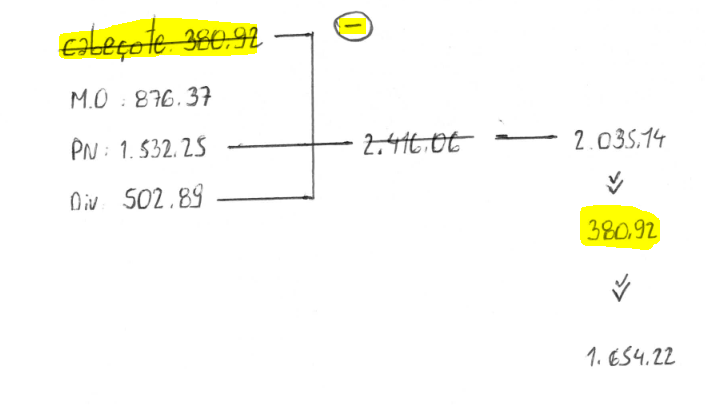 cabeçote: 380,92
−
M.O : 876.37
PN : 1.532.25
2.416.06
2.035,14
Div 502.89
380,92
1.654.22